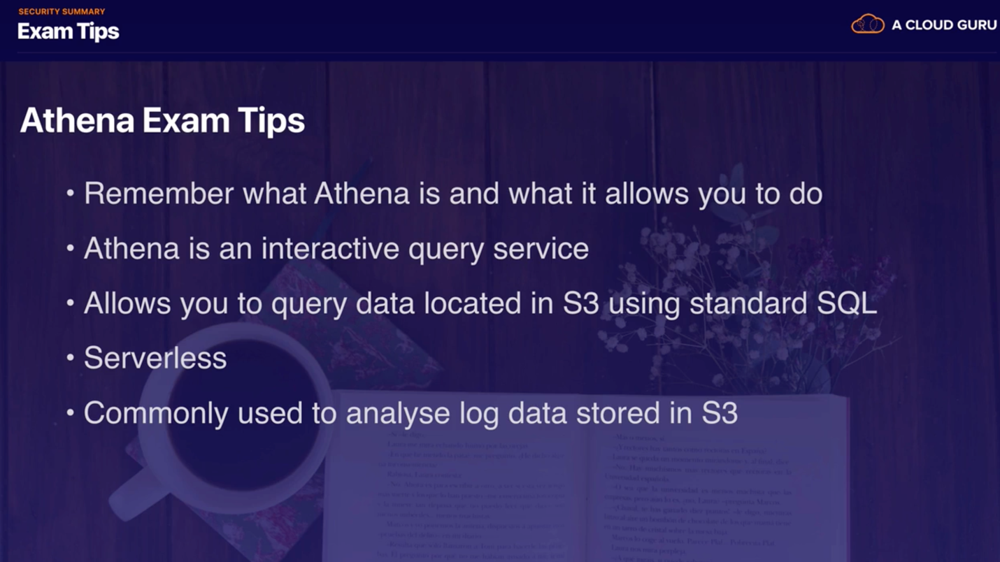 SECURITY SUMMARY
Exam Tips
A CLOUD GURU
Athena Exam Tips
• Remember what Athena is and what it allows you to do
• Athena is an interactive query service
• Allows you to query data located in S3 using standard SQL
• Serverless
• Commonly used to analyse log data stored in S3